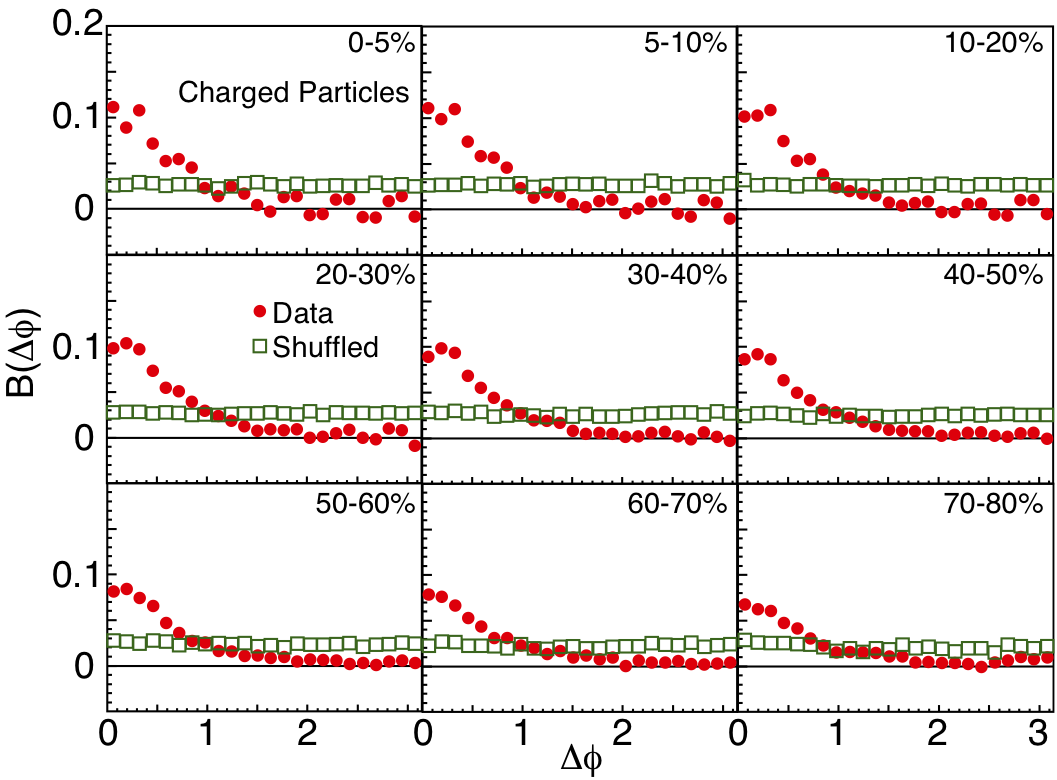 0.2
0-5%
5-10%
10-20%
Charged Particles
0.1
0
20-30%
30-40%
40-50%
Data
Shuffled
0.1
0
B(Δϕ)
50-60%
60-70%
70-80%
0.1
0
0 1 2 0 1 2 0 1 2 3
Δϕ